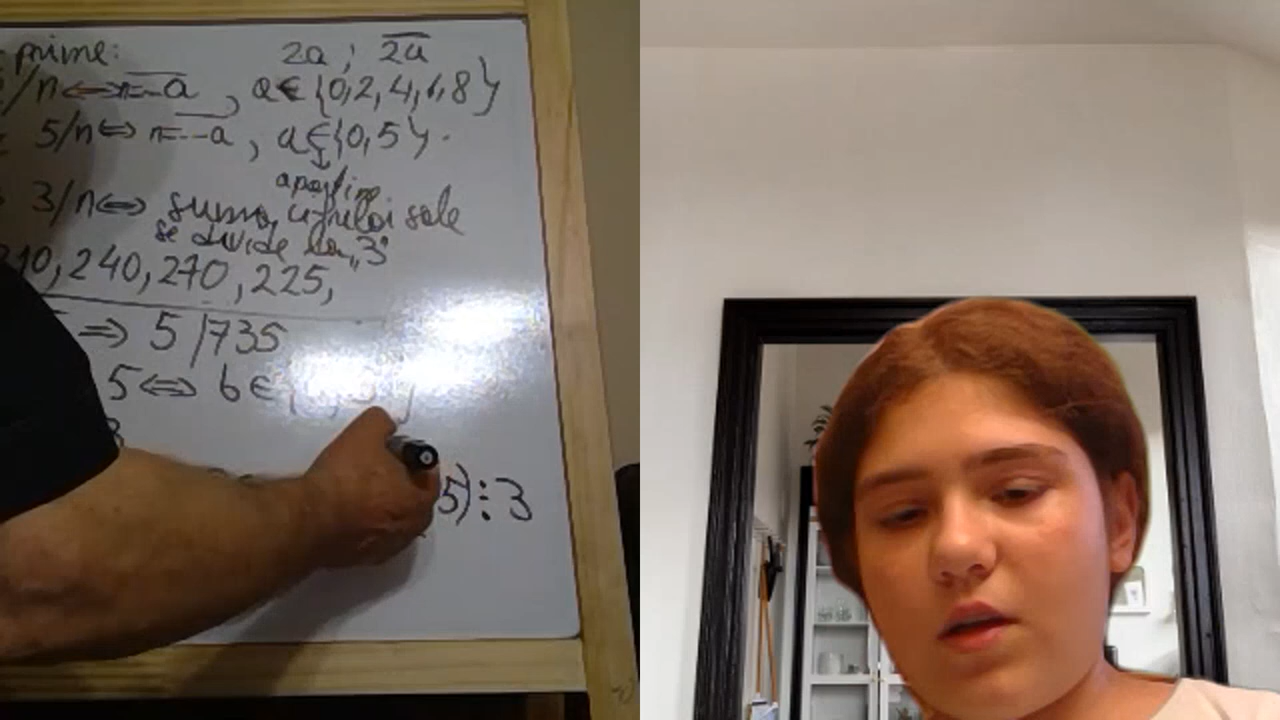 prime: 2a ; 2a
/n ⇔ n=--a , a∈{0,2,4,6,8}
5/n ⇔ n=--a , a∈{0,5}.
aparține
3/n ⇔ suma cifrelor sale
se divide la „3"
210, 240, 270, 225,
⇒ 5/735
5 ⇔ b∈
5):3